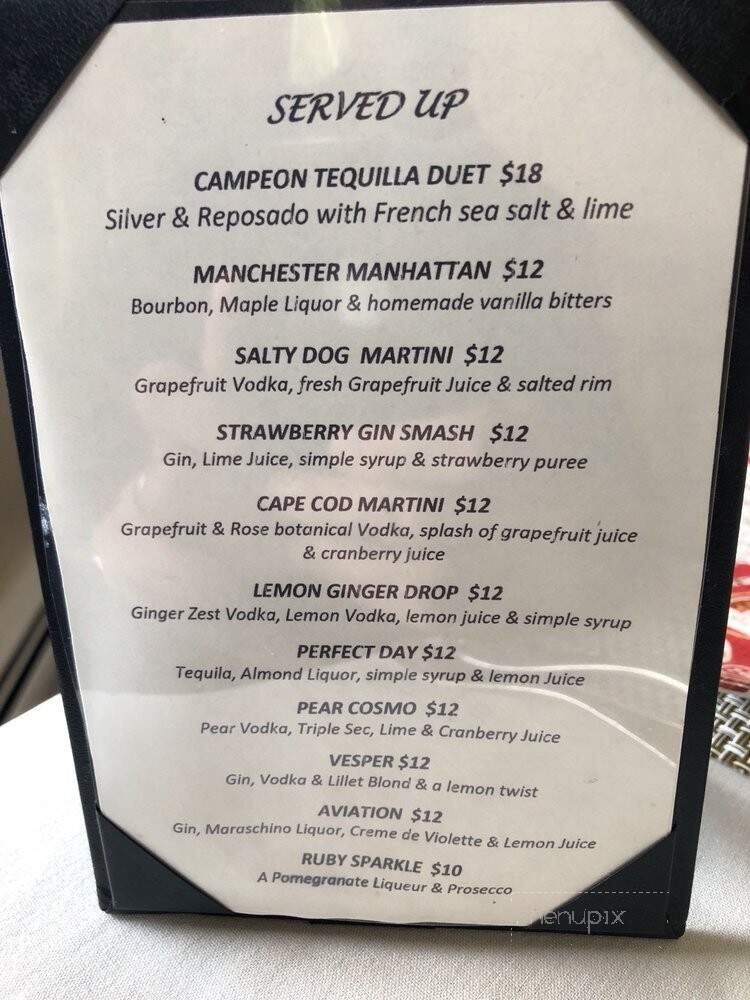 SERVED UP
CAMPEON TEQUILLA DUET $18
Silver & Reposado with French sea salt & lime
MANCHESTER MANHATTAN $12
Bourbon, Maple Liquor & homemade vanilla bitters
SALTY DOG MARTINI $12
Grapefruit Vodka, fresh Grapefruit Juice & salted rim
STRAWBERRY GIN SMASH $12
Gin, Lime Juice, simple syrup & strawberry puree
CAPE COD MARTINI $12
Grapefruit & Rose botanical Vodka, splash of grapefruit juice
& cranberry juice
LEMON GINGER DROP $12
Ginger Zest Vodka, Lemon Vodka, lemon juice & simple syrup
PERFECT DAY $12
Tequila, Almond Liquor, simple syrup & lemon Juice
PEAR COSMO $12
Pear Vodka, Triple Sec, Lime & Cranberry Juice
VESPER $12
Gin, Vodka & Lillet Blond & a lemon twist
AVIATION $12
Gin, Maraschino Liquor, Creme de Violette & Lemon Juice
RUBY SPARKLE $10
A Pomegranate Liqueur & Prosecco
menupix